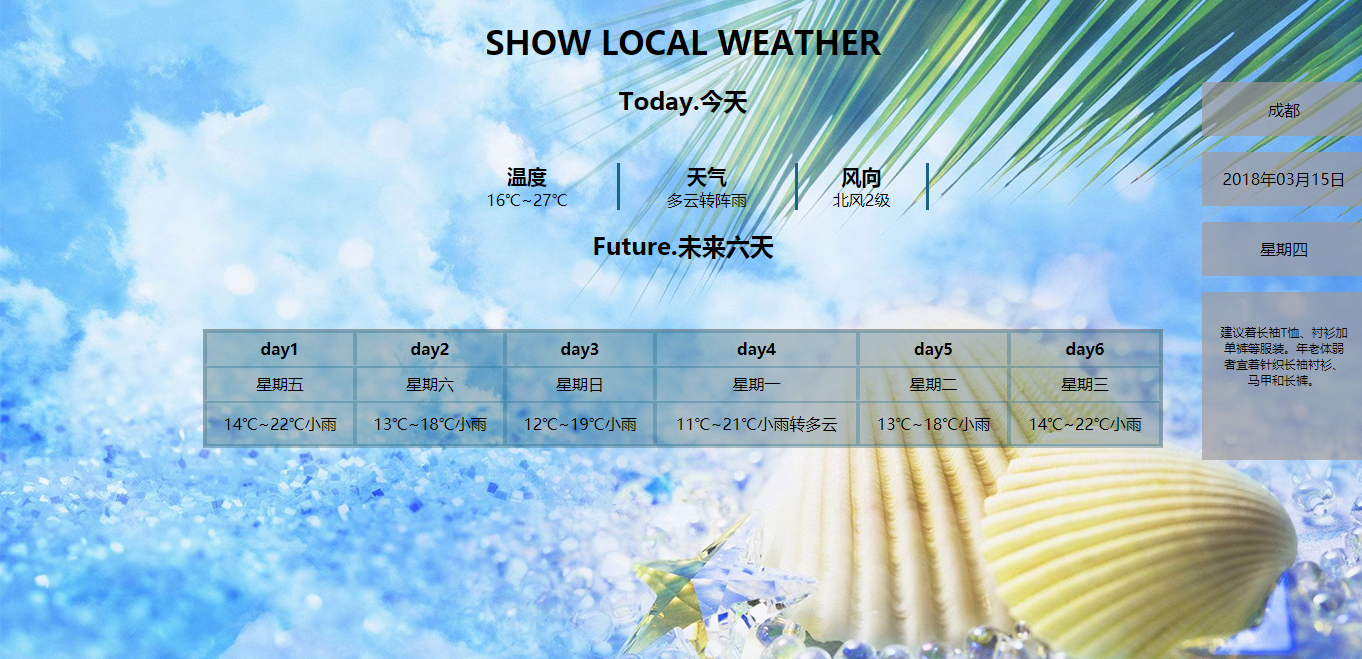 SHOW LOCAL WEATHER
Today.今天
温度 天气 风向
16℃~27℃ 多云转阵雨 北风2级
Future.未来六天
day1 day2 day3 day4 day5 day6
星期五 星期六 星期日 星期一 星期二 星期三
14℃~22℃小雨 13℃~18℃小雨 12℃~19℃小雨 11℃~21℃小雨转多云 13℃~18℃小雨 14℃~22℃小雨
成都
2018年03月15日
星期四
建议着长袖T恤、衬衫加
单裤等服装。年老体弱
者宜着针织长袖衬衫、
马甲和长裤。